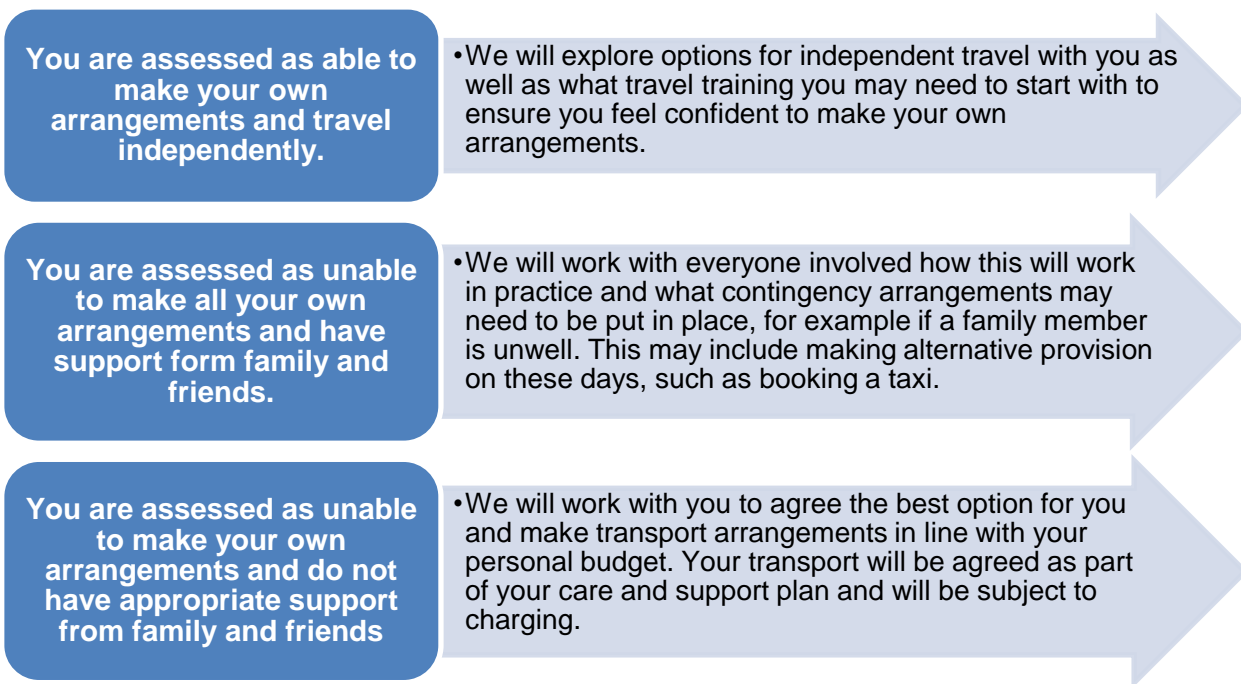 You are assessed as able to
make your own
arrangements and travel
independently.
•We will explore options for independent travel with you as
well as what travel training you may need to start with to
ensure you feel confident to make your own
arrangements.
You are assessed as unable
to make all your own
arrangements and have
support form family and
friends.
•We will work with everyone involved how this will work
in practice and what contingency arrangements may
need to be put in place, for example if a family member
is unwell. This may include making alternative provision
on these days, such as booking a taxi.
You are assessed as unable
to make your own
arrangements and do not
have appropriate support
from family and friends
•We will work with you to agree the best option for you
and make transport arrangements in line with your
personal budget. Your transport will be agreed as part
of your care and support plan and will be subject to
charging.